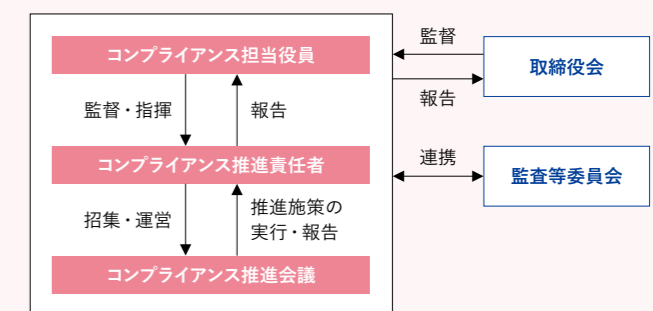 コンプライアンス担当役員
監督・指揮
報告
コンプライアンス推進責任者
招集・運営
推進施策の
実行・報告
コンプライアンス推進会議
監督
報告
取締役会
連携
監査等委員会